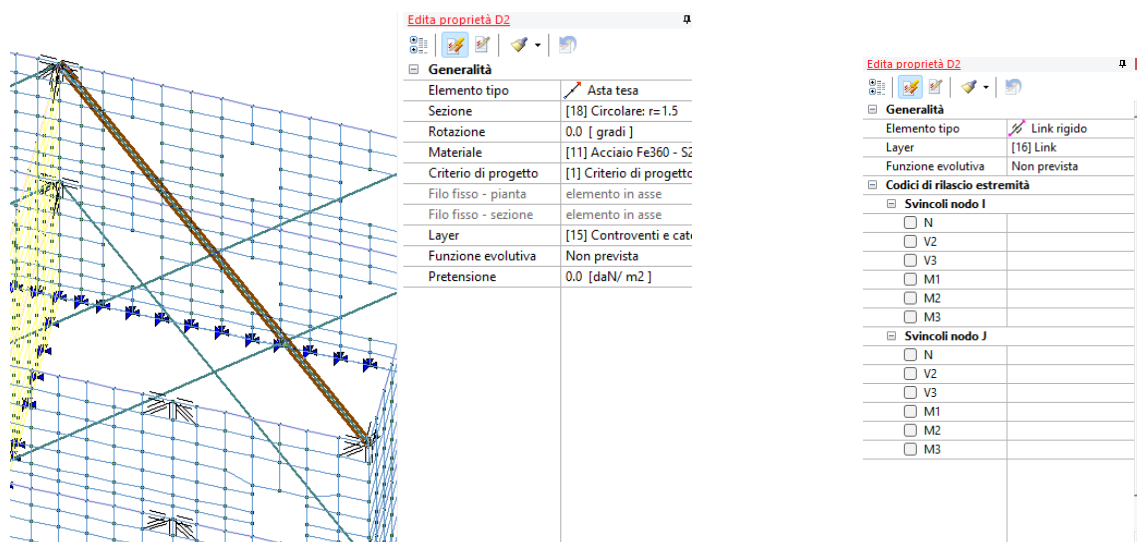 Edita proprietà D2
Generalità
Elemento tipo Asta tesa
Sezione [18] Circolare: r=1.5
Rotazione 0.0 [ gradi ]
Materiale [11] Acciaio Fe360 - S2
Criterio di progetto [1] Criterio di progetto
Filo fisso - pianta elemento in asse
Filo fisso - sezione elemento in asse
Layer [15] Controventi e cate
Funzione evolutiva Non prevista
Pretensione 0.0 [daN/ m2 ]
Edita proprietà D2
Generalità
Elemento tipo Link rigido
Layer [16] Link
Funzione evolutiva Non prevista
Codici di rilascio estremità
Svincoli nodo I
N
V2
V3
M1
M2
M3
Svincoli nodo J
N
V2
V3
M1
M2
M3